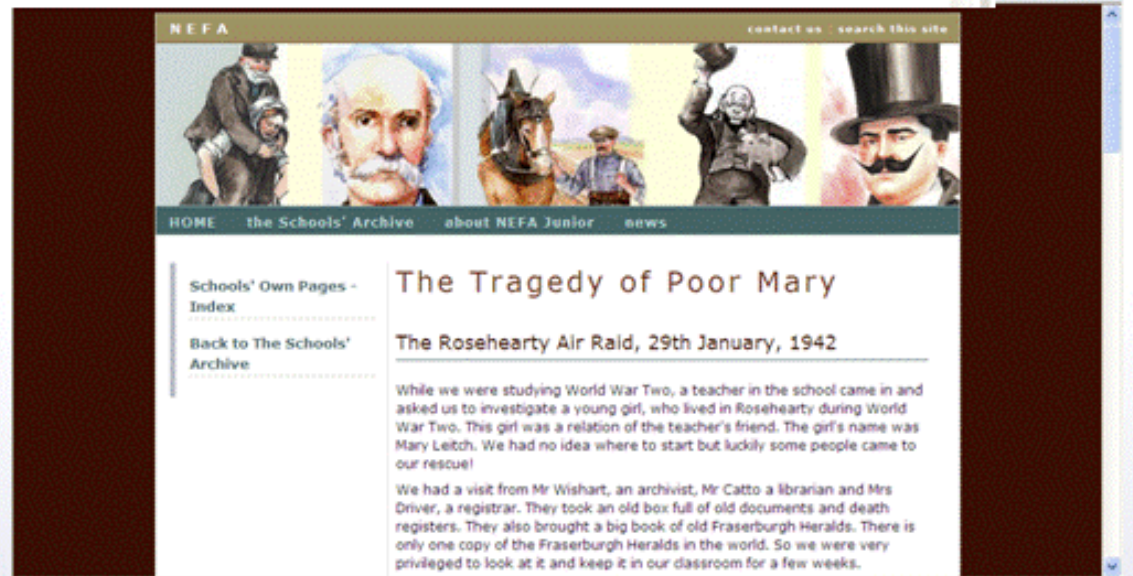 NEFA
contact us : search this site
HOME the Schools' Archive about NEFA Junior news
Schools' Own Pages -
Index
Back to The Schools'
Archive
The Tragedy of Poor Mary
The Rosehearty Air Raid, 29th January, 1942
While we were studying World War Two, a teacher in the school came in and
asked us to investigate a young girl, who lived in Rosehearty during World
War Two. This girl was a relation of the teacher's friend. The girl's name was
Mary Leitch. We had no idea where to start but luckily some people came to
our rescue!
We had a visit from Mr Wishart, an archivist, Mr Catto a librarian and Mrs
Driver, a registrar. They took an old box full of old documents and death
registers. They also brought a big book of old Fraserburgh Heralds. There is
only one copy of the Fraserburgh Heralds in the world. So we were very
privileged to look at it and keep it in our classroom for a few weeks.